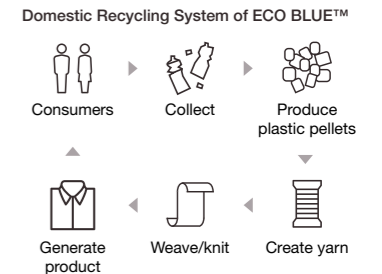 Domestic Recycling System of ECO BLUE™
Consumers
Collect
Produce
plastic pellets
Generate
product
Weave/knit
Create yarn